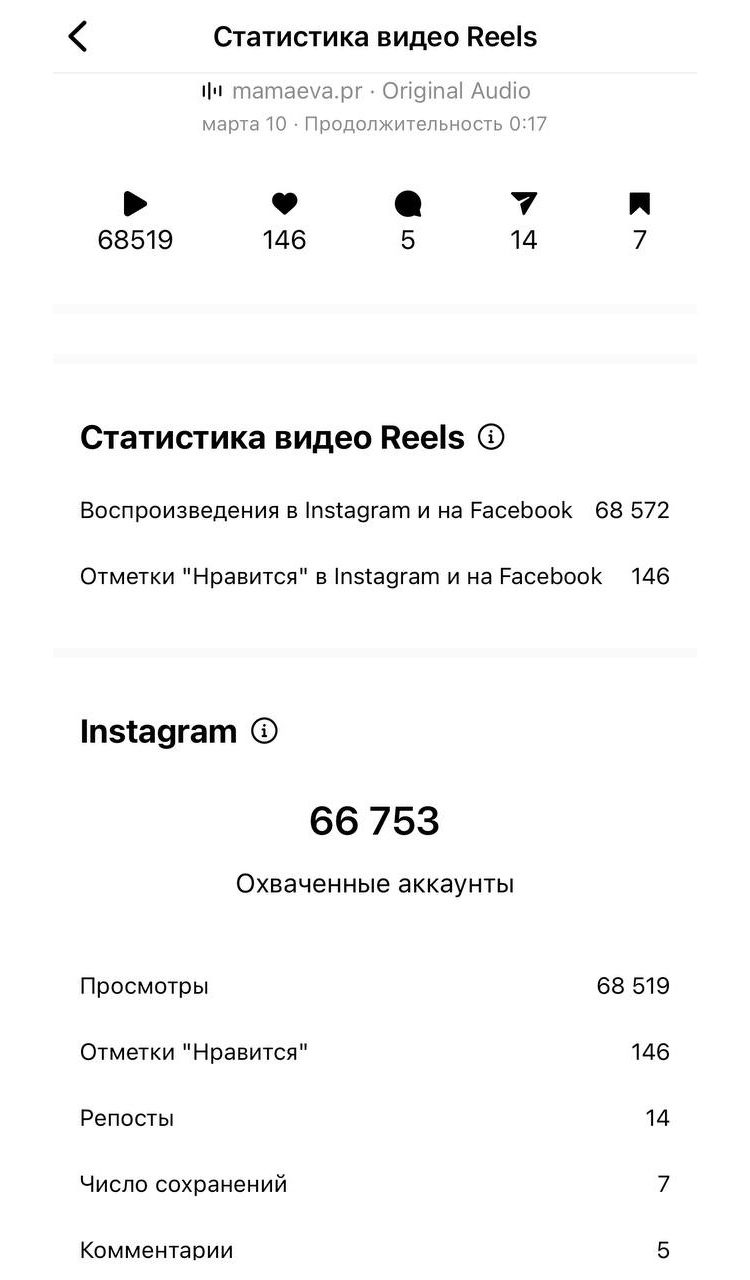 Статистика видео Reels
mamaeva.pr · Original Audio
марта 10 · Продолжительность 0:17
68519 146 5 14 7
Статистика видео Reels
Воспроизведения в Instagram и на Facebook 68 572
Отметки "Нравится" в Instagram и на Facebook 146
Instagram
66 753
Охваченные аккаунты
Просмотры 68 519
Отметки "Нравится" 146
Репосты 14
Число сохранений 7
Комментарии 5